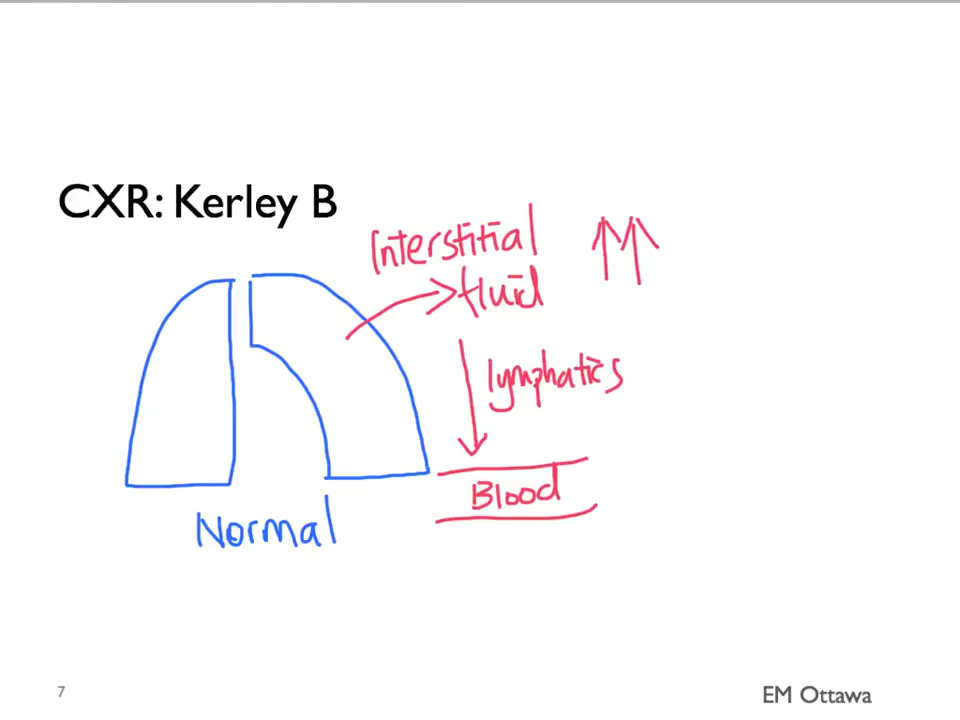 CXR: Kerley B
Interstitial
fluid
lymphatics
Blood
Normal
7
EM Ottawa